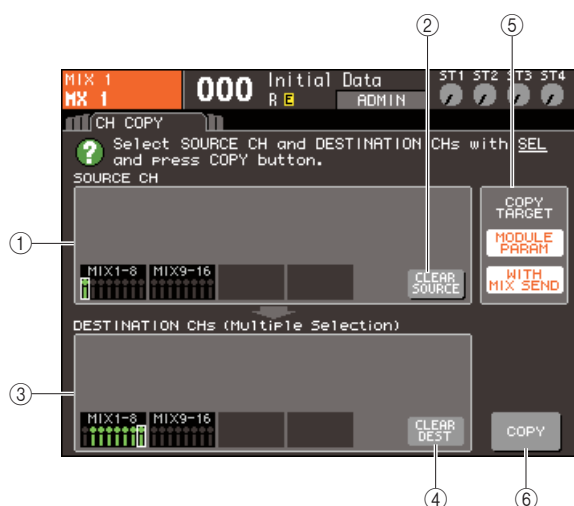 ② ⑤
MIX 1
MX 1
000
Initial Data
R E ADMIN
ST1 ST2 ST3 ST4
CH COPY
? Select SOURCE CH and DESTINATION CHs with SEL
and press COPY button.
SOURCE CH
COPY
TARGET
①
MODULE
PARAM
MIX1-8 MIX9-16
CLEAR
SOURCE
WITH
MIX SEND
DESTINATION CHs (Multiple Selection)
③
MIX1-8 MIX9-16
CLEAR
DEST
COPY
④ ⑥